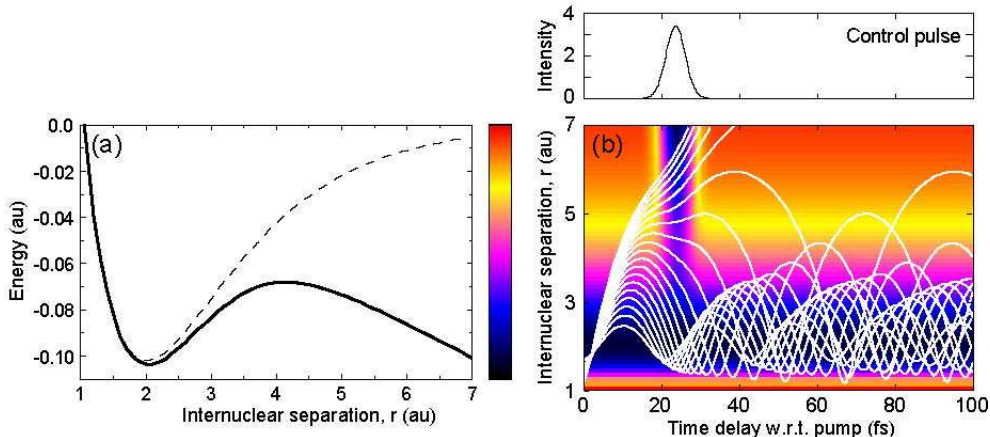 4
3
2
0
Intensity
Control pulse
0.0
-0.02
-0.04
-0.06
-0.08
-0.10
Energy (au)
(a)
1 2 3 4 5 6 7
Internuclear separation, r (au)
7
5
3
1
Internuclear separation, r (au)
(b)
0 20 40 60 80 100
Time delay w.r.t. pump (fs)